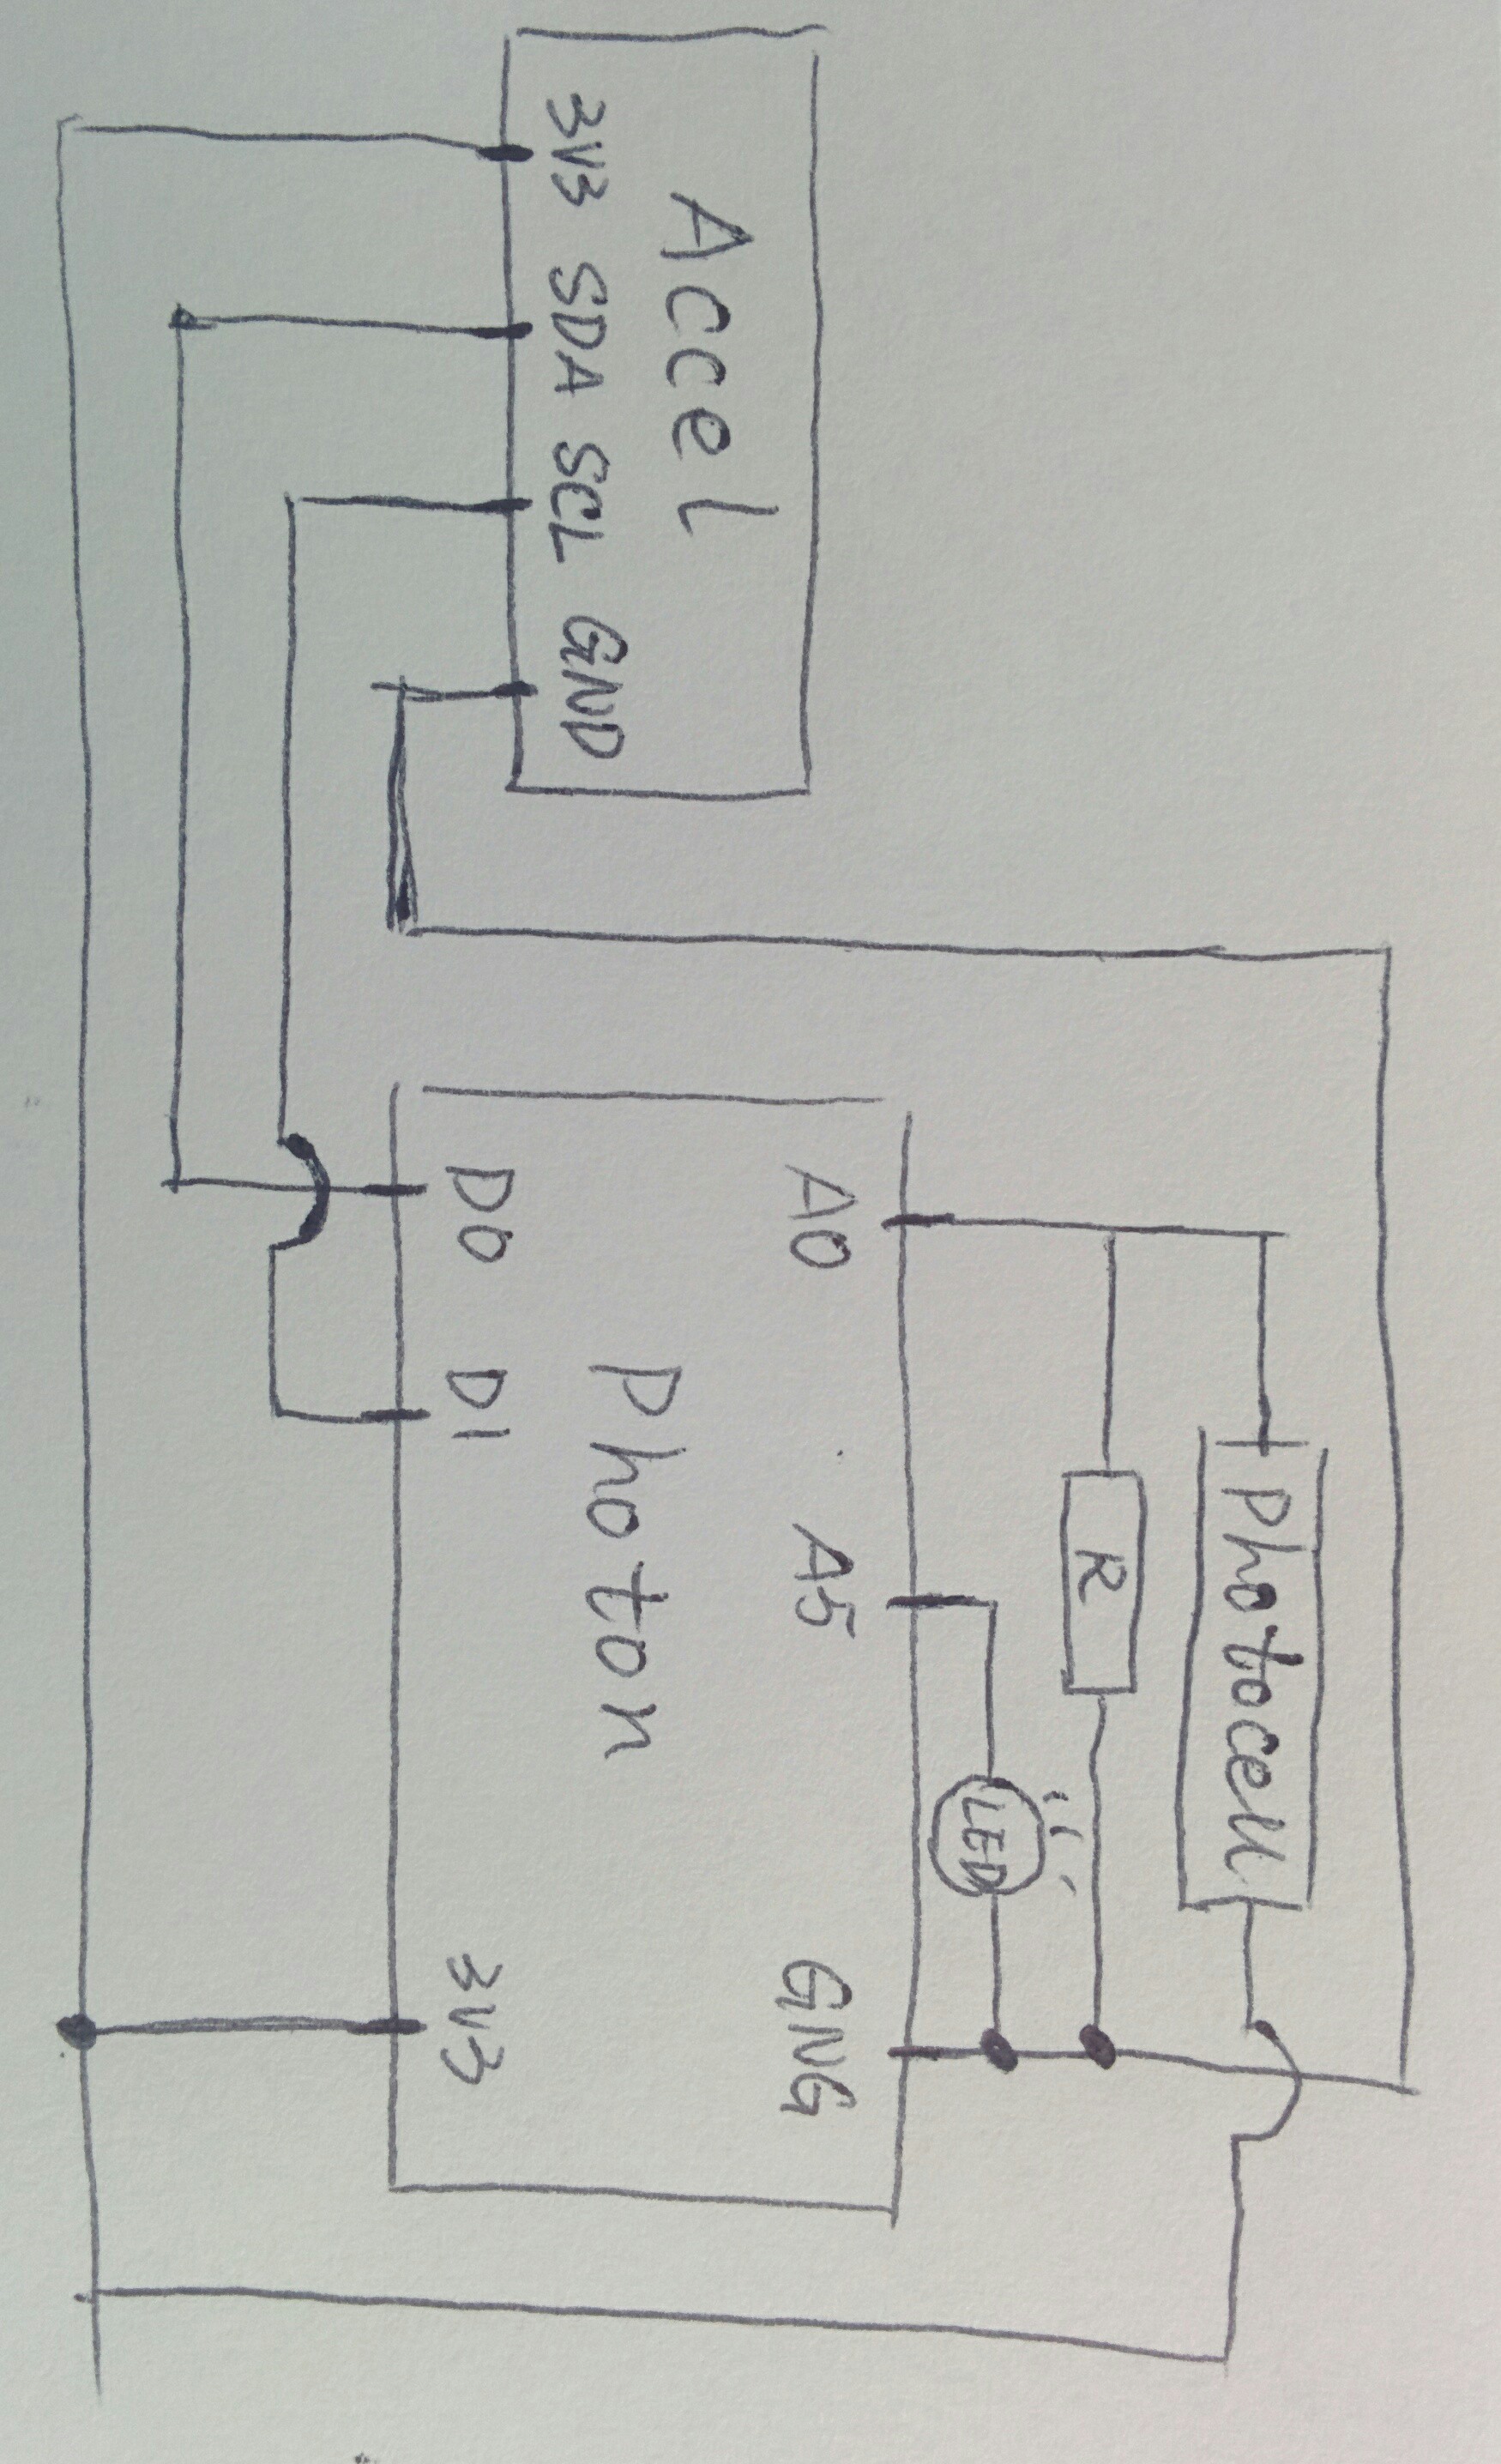 Accel
3V3 SDA SCL GND
Photocell
R
LED
A0 A5 GNG
Photon
D0 D1 3V3